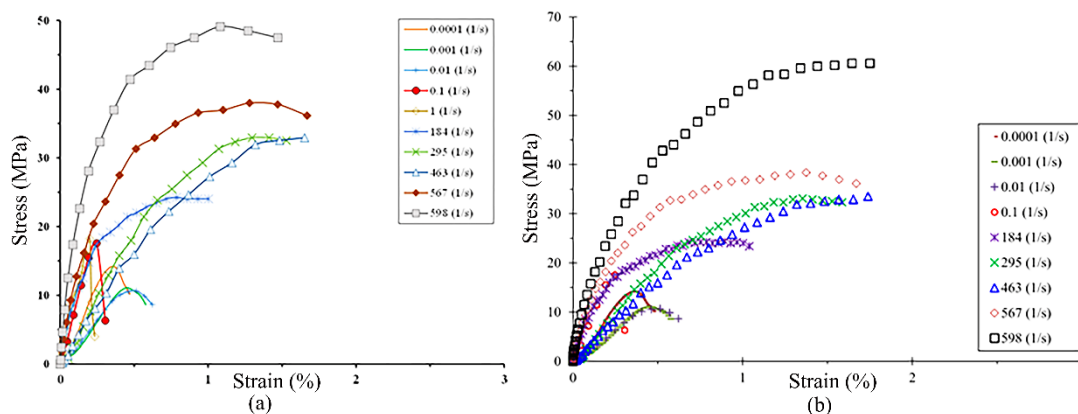 Stress (MPa)
50
40
30
20
10
0
0
1
2
3
Strain (%)
(a)
0.0001 (1/s)
0.001 (1/s)
0.01 (1/s)
0.1 (1/s)
1 (1/s)
184 (1/s)
295 (1/s)
463 (1/s)
567 (1/s)
598 (1/s)
(b)
Stress (MPa)
70
60
50
40
30
20
10
0
0
1
2
Strain (%)
(b)
0.0001 (1/s)
0.001 (1/s)
0.01 (1/s)
0.1 (1/s)
184 (1/s)
295 (1/s)
463 (1/s)
567 (1/s)
598 (1/s)